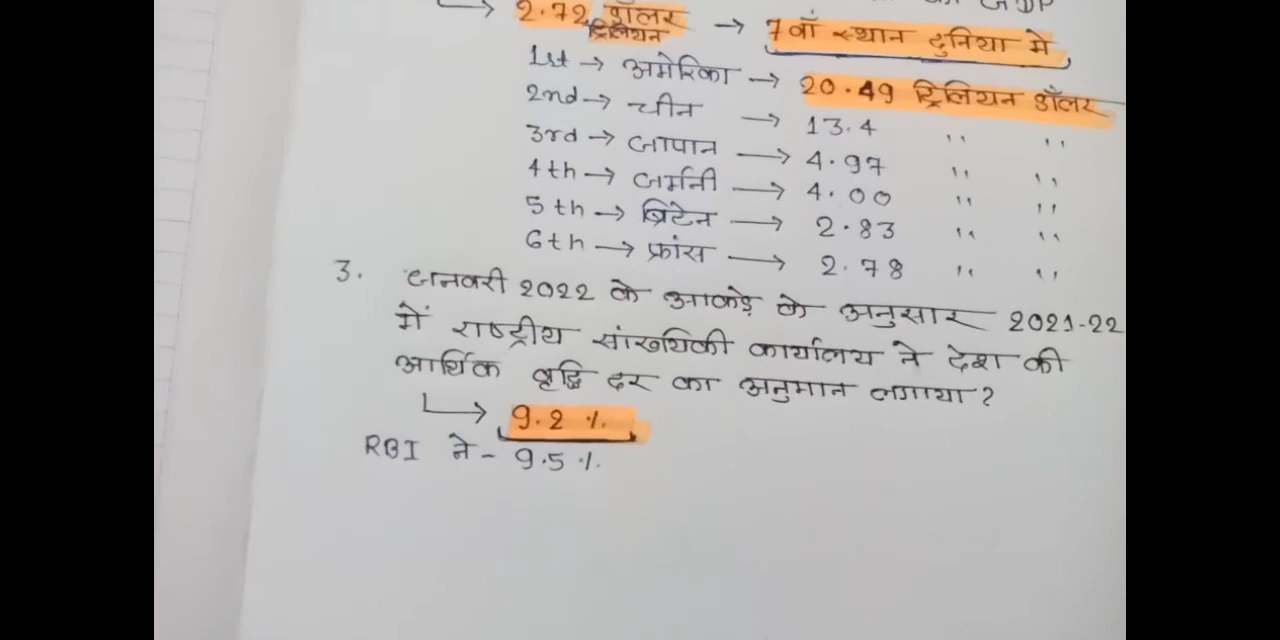 2.72 ट्रिलियन डॉलर → 7वाँ स्थान दुनिया मे
1st → अमेरिका → 20.49 ट्रिलियन डॉलर
2nd → चीन → 13.4 " "
3rd → जापान → 4.97 " "
4th → जर्मनी → 4.00 " "
5th → ब्रिटेन → 2.83 " "
6th → फ्रांस → 2.78 " "
3. जनवरी 2022 के आकड़े के अनुसार 2021-22
में राष्ट्रीय सांख्यिकी कार्यालय ने देश की
आर्थिक वृद्धि दर का अनुमान लगाया?
↳ 9.2 %
RBI ने - 9.5 %